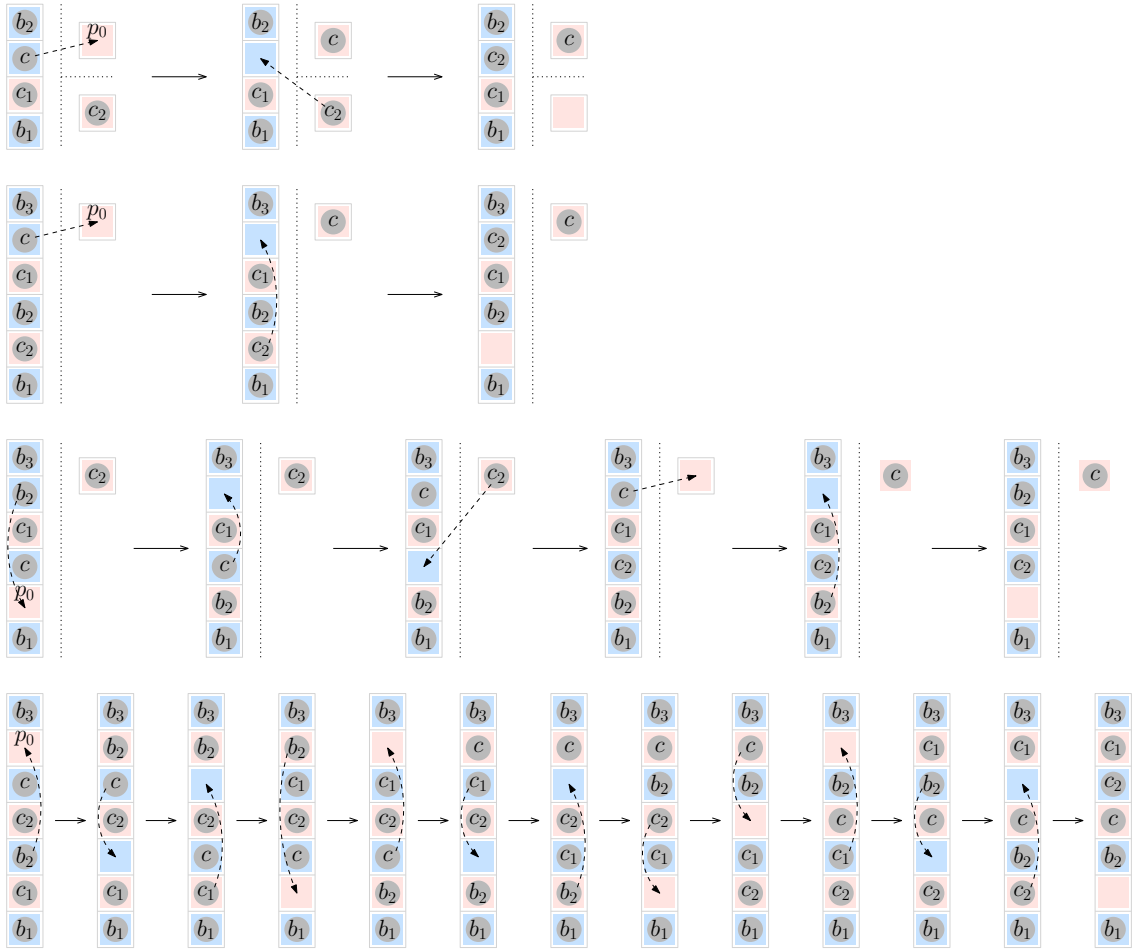 b₂ p₀ b₂ b₂
c c
c c₂
c₁ c₁ c₁
c₂ c₂
b₁ b₁ b₁
b₃ p₀ b₃ b₃
c c
c c₂
c₁ c₁ c₁
b₂ b₂ b₂
c₂ c₂
b₁ b₁ b₁
b₃ b₃ b₃ b₃ b₃ b₃
c₂ c₂ c₂ c c
b₂ c c b₂
c₁ c₁ c₁ c₁ c₁ c₁
c c c₂ c₂ c₂
p₀ b₂ b₂ b₂ b₂
b₁ b₁ b₁ b₁ b₁ b₁
b₃ b₃ b₃ b₃ b₃ b₃ b₃ b₃ b₃ b₃ b₃ b₃ b₃
p₀ b₂ b₂ b₂ c c c c c₁ c₁ c₁
c c c₁ c₁ c₁ b₂ b₂ b₂ b₂ c₂
c₂ c₂ c₂ c₂ c₂ c₂ c₂ c₂ c c c c
b₂ c c c c₁ c₁ c₁ c₁ b₂ b₂
c₁ c₁ c₁ b₂ b₂ b₂ c₂ c₂ c₂ c₂
b₁ b₁ b₁ b₁ b₁ b₁ b₁ b₁ b₁ b₁ b₁ b₁ b₁